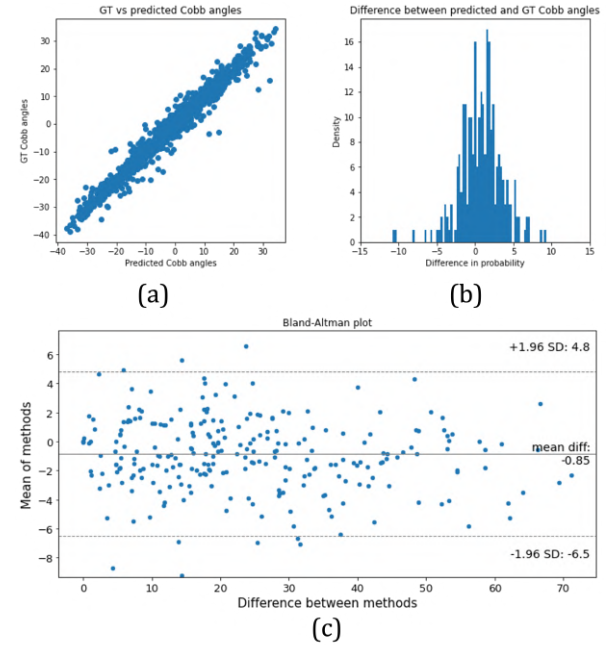 GT vs predicted Cobb angles
GT Cobb angles
30
20
10
0
−10
−20
−30
−40
−40 −30 −20 −10 0 10 20 30
Predicted Cobb angles
(a)
Difference between predicted and GT Cobb angles
Density
16
14
12
10
8
6
4
2
0
−15 −10 −5 0 5 10 15
Difference in probability
(b)
Bland-Altman plot
Mean of methods
6
4
2
0
−2
−4
−6
−8
+1.96 SD: 4.8
mean diff:
-0.85
-1.96 SD: -6.5
0 10 20 30 40 50 60 70
Difference between methods
(c)